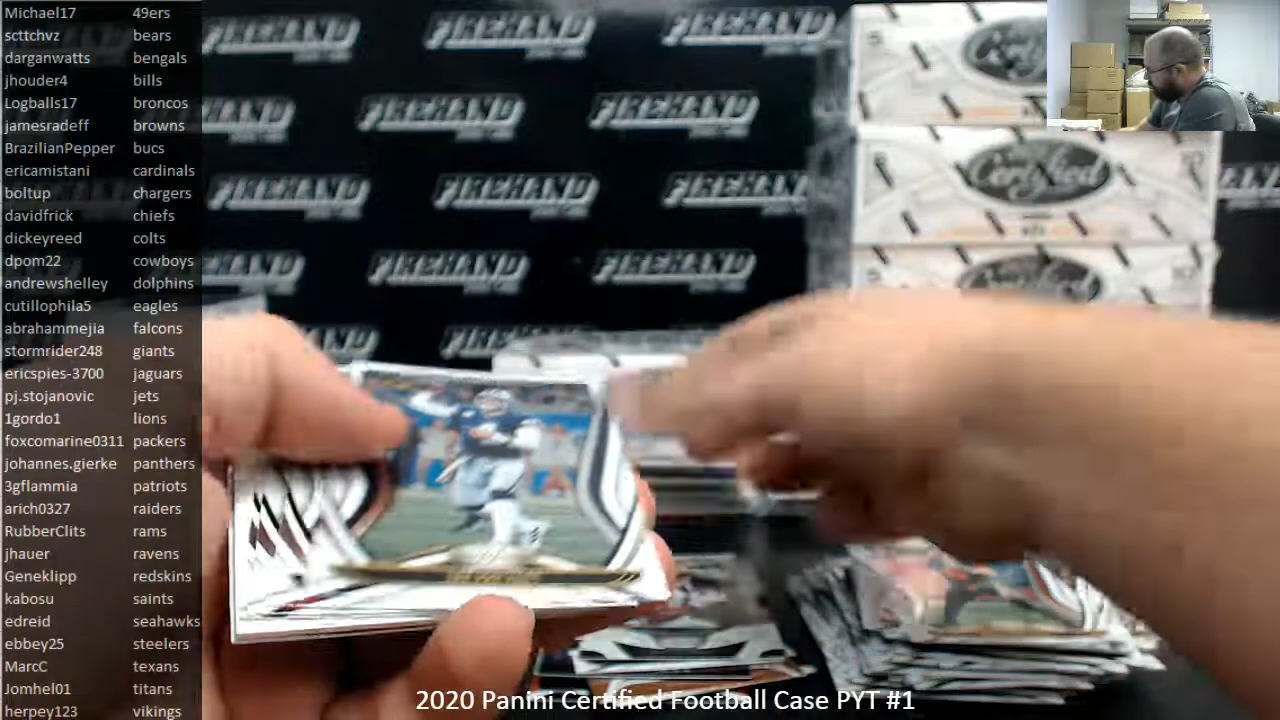 Michael17 49ers
scttchvz bears
darganwatts bengals
jhouder4 bills
Logballs17 broncos
jamesradeff browns
BrazilianPepper bucs
ericamistani cardinals
boltup chargers
davidfrick chiefs
dickeyreed colts
dpom22 cowboys
andrewshelley dolphins
cutillophila5 eagles
abrahammejia falcons
stormrider248 giants
ericspies-3700 jaguars
pj.stojanovic jets
1gordo1 lions
foxcomarine0311 packers
johannes.gierke panthers
3gflammia patriots
arich0327 raiders
RubberClits rams
jhauer ravens
Geneklipp redskins
kabosu saints
edreid seahawks
ebbey25 steelers
MarcC texans
Jomhel01 titans
herpey123 vikings
FIREHAND FIREHAND FIREHAND
FIREHAND FIREHAND
FIREHAND FIREHAND FIREHAND
FIREHAND FIREHAND
Certified
2020 Panini Certified Football Case PYT #1